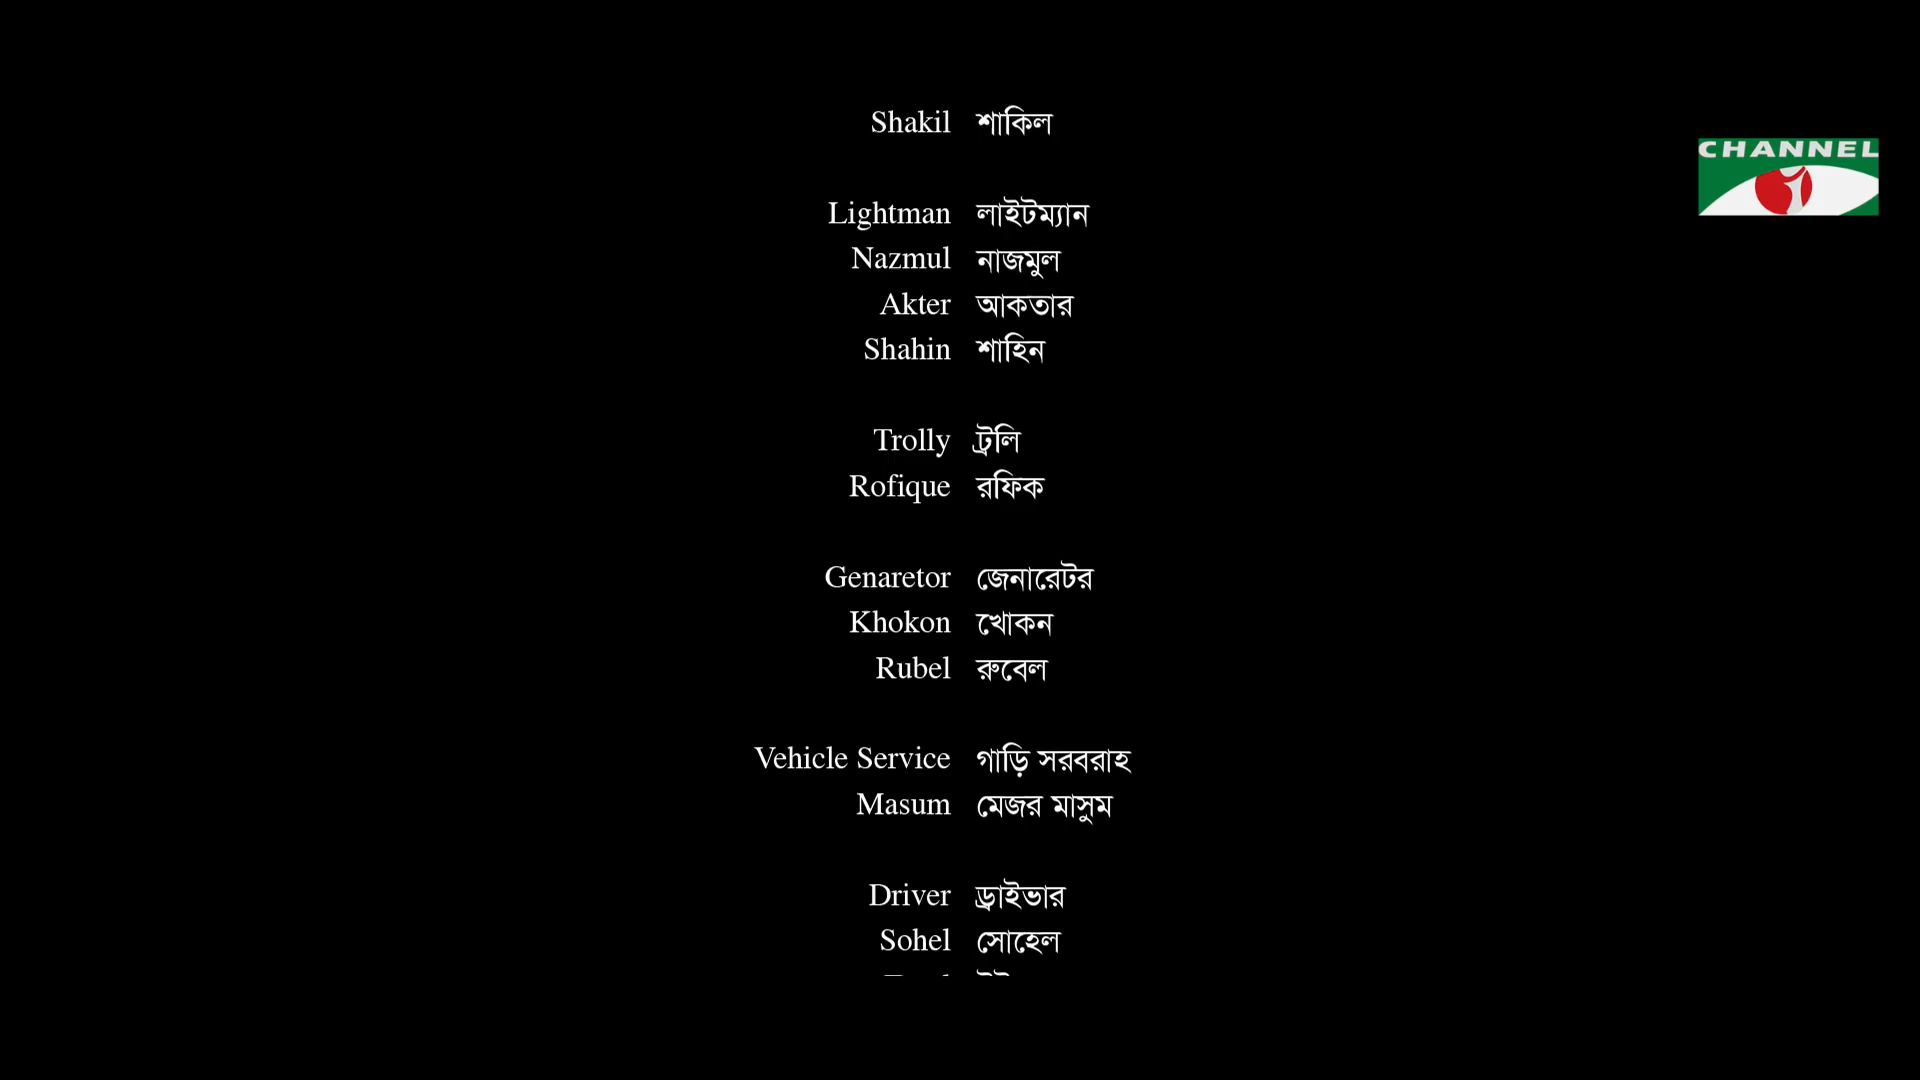 Shakil শাকিল
CHANNEL
Lightman লাইটম্যান
Nazmul নাজমুল
Akter আকতার
Shahin শাহিন
Trolly ট্রলি
Rofique রফিক
Genaretor জেনারেটর
Khokon খোকন
Rubel রুবেল
Vehicle Service গাড়ি সরবরাহ
Masum মেজর মাসুম
Driver ড্রাইভার
Sohel সোহেল